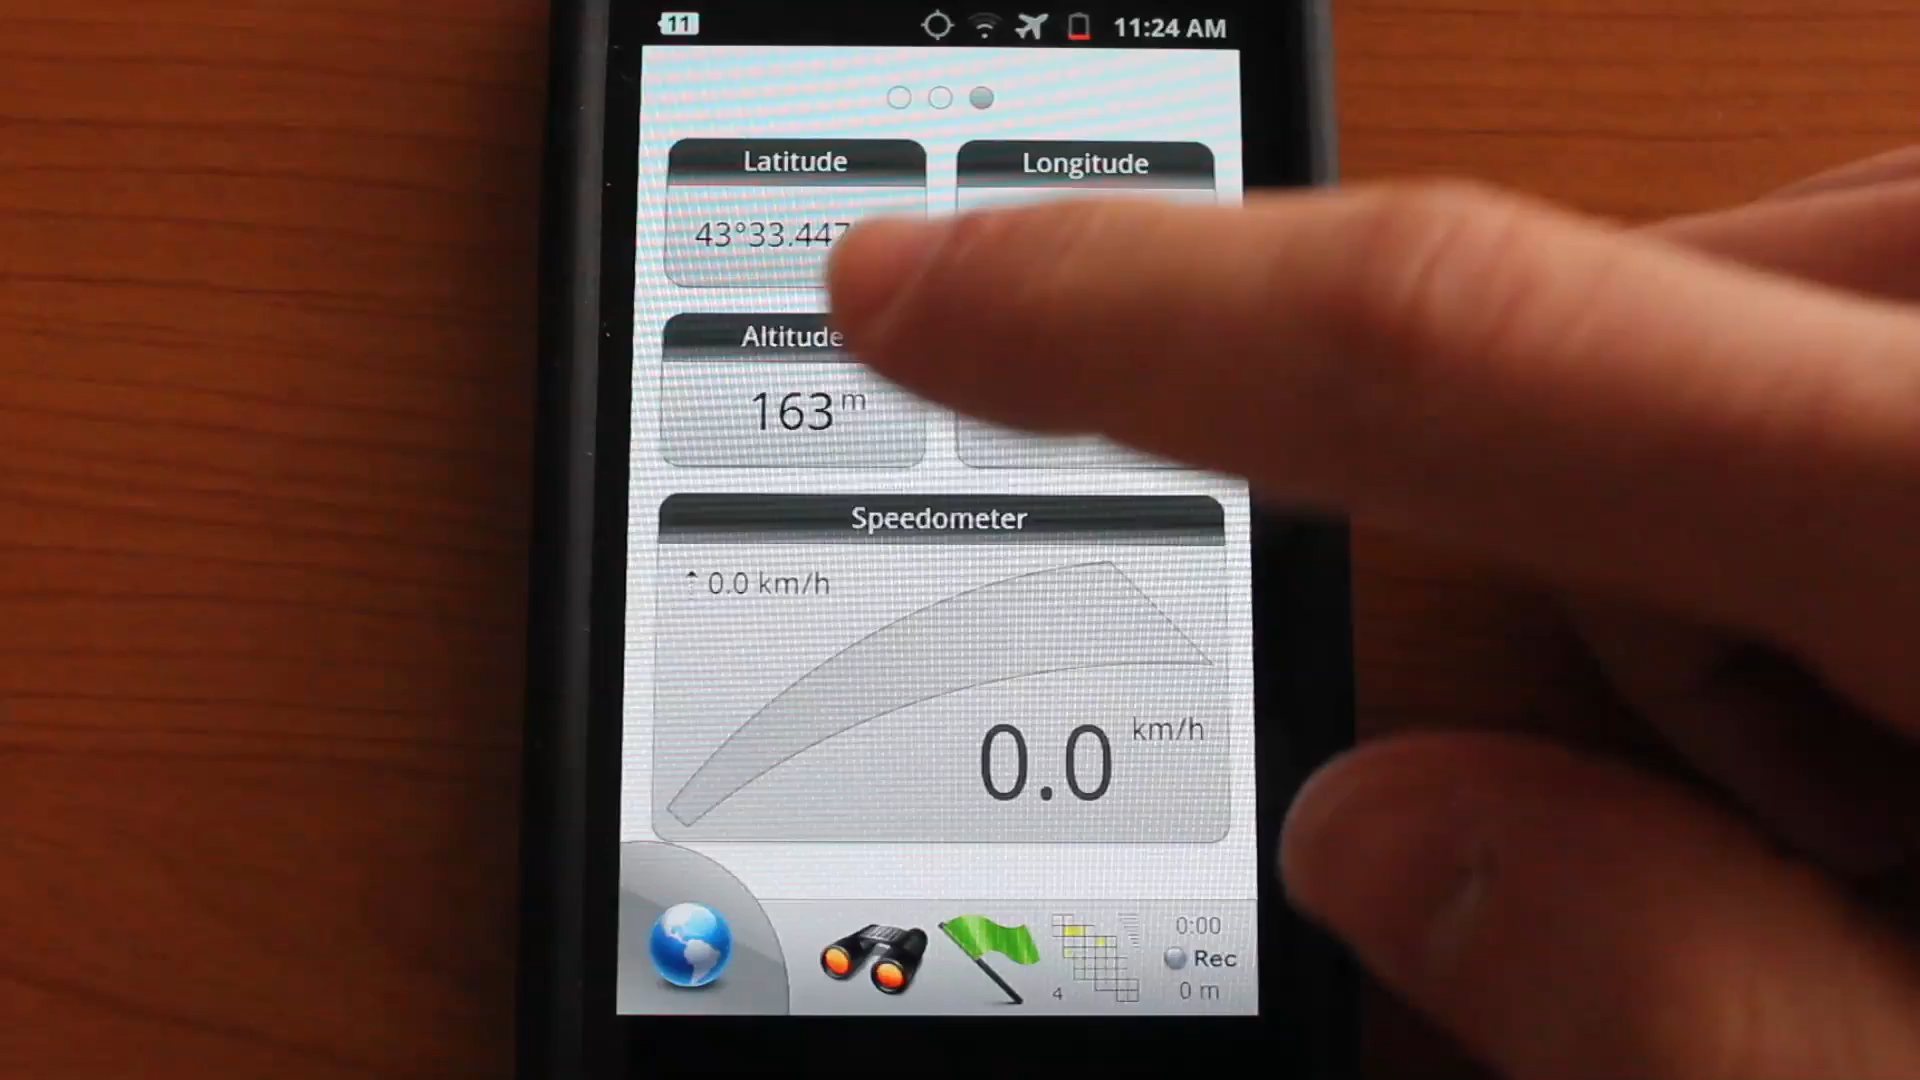 11
11:24 AM
Latitude
Longitude
43°33.447
Altitude
163 m
Speedometer
0.0 km/h
0.0 km/h
0:00
Rec
4
0 m